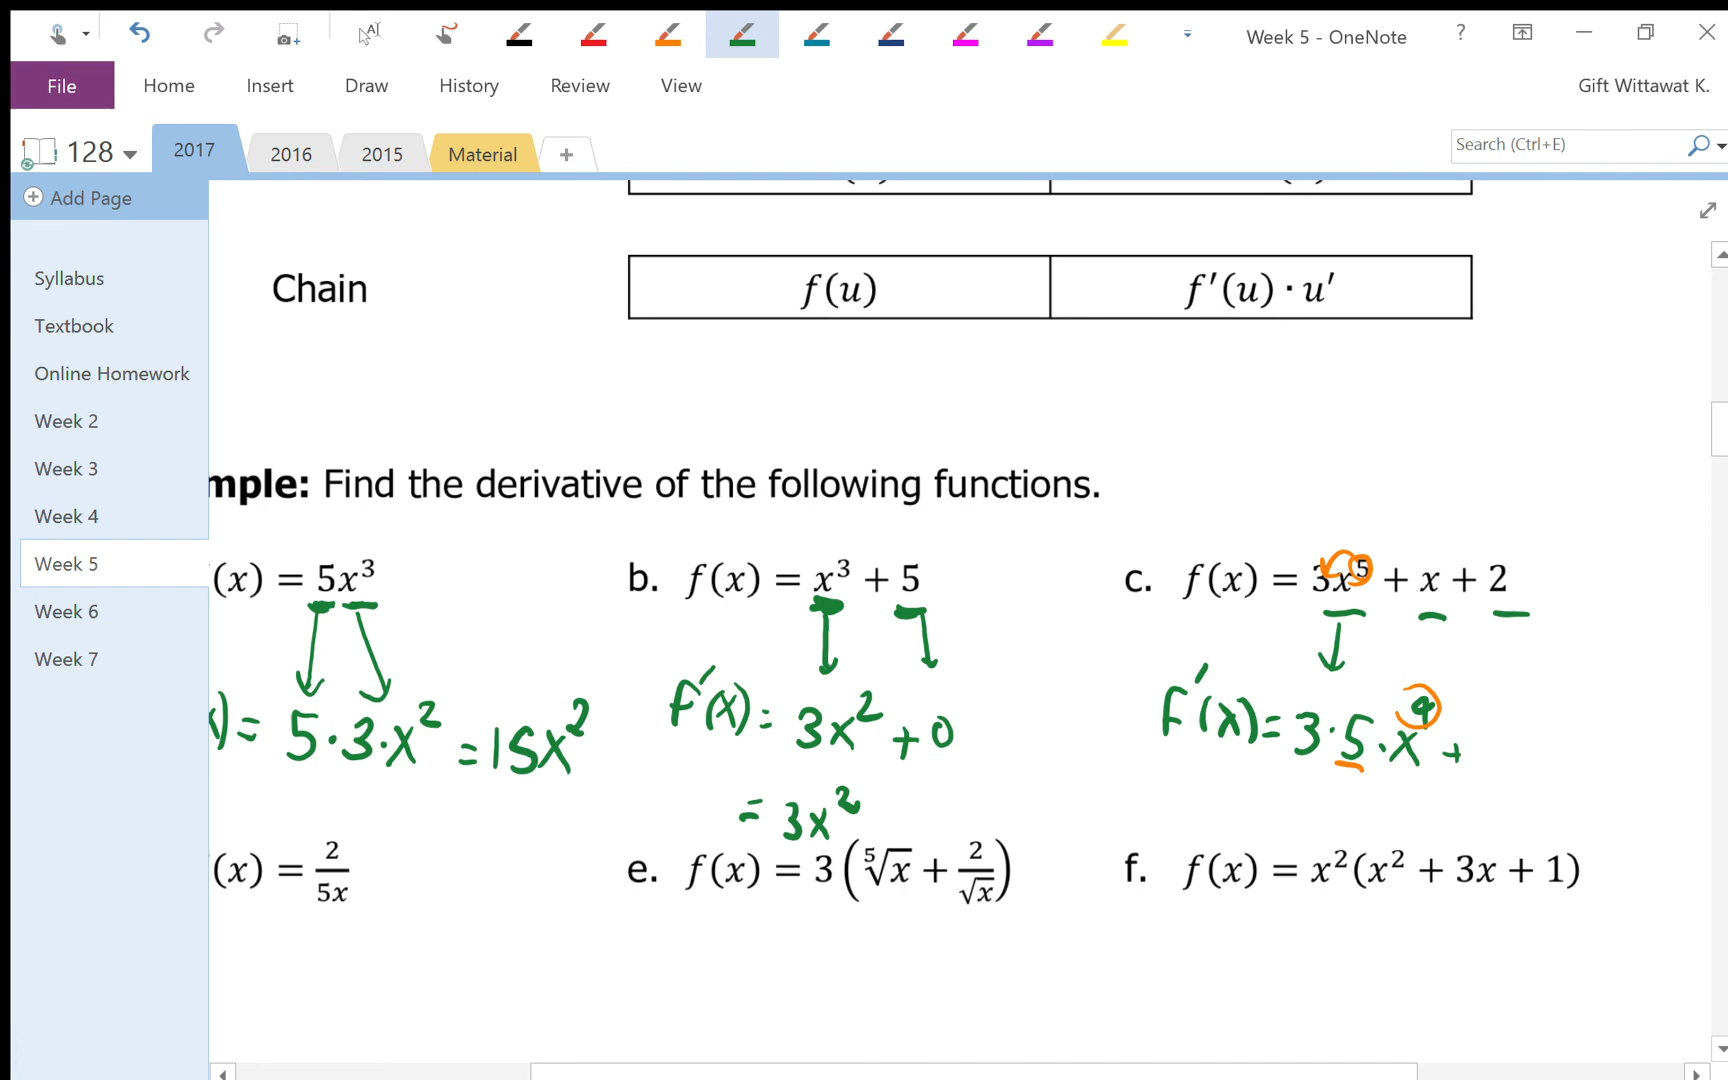 Week 5 - OneNote
?
File
Home
Insert
Draw
History
Review
View
Gift Wittawat K.
128
2017
2016
2015
Material
+
Search (Ctrl+E)
Add Page
Syllabus
Textbook
Online Homework
Week 2
Week 3
Week 4
Week 5
Week 6
Week 7
Chain
f(u)
f′(u) · u′
mple: Find the derivative of the following functions.
(x) = 5x³
b. f(x) = x³ + 5
c. f(x) = 3x⁵ + x + 2
) = 5·3·x² = 15x²
f′(x) = 3x² + 0
= 3x²
f′(x) = 3·5·x⁴ +
(x) = 2/5x
e. f(x) = 3(⁵√x + 2/√x)
f. f(x) = x²(x² + 3x + 1)